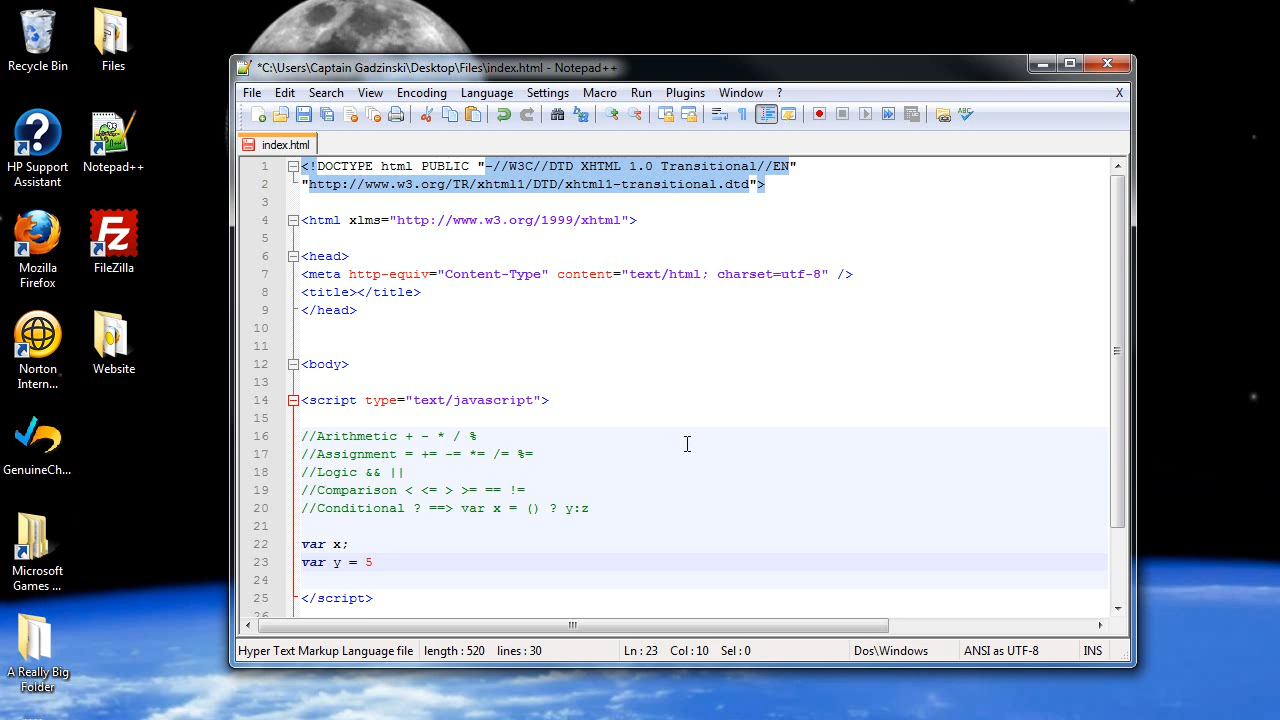 Recycle Bin
Files
HP Support
Assistant
Notepad++
Mozilla
Firefox
FileZilla
Norton
Intern...
Website
GenuineCh...
Microsoft
Games ...
A Really Big
Folder
*C:\Users\Captain Gadzinski\Desktop\Files\index.html - Notepad++
File Edit Search View Encoding Language Settings Macro Run Plugins Window ? X
index.html
1 <!DOCTYPE html PUBLIC "-//W3C//DTD XHTML 1.0 Transitional//EN"
2 "http://www.w3.org/TR/xhtml1/DTD/xhtml1-transitional.dtd">
3
4 <html xlms="http://www.w3.org/1999/xhtml">
5
6 <head>
7 <meta http-equiv="Content-Type" content="text/html; charset=utf-8" />
8 <title></title>
9 </head>
10
11
12 <body>
13
14 <script type="text/javascript">
15
16 //Arithmetic + - * / %
17 //Assignment = += -= *= /= %=
18 //Logic && ||
19 //Comparison < <= > >= == !=
20 //Conditional ? ==> var x = () ? y:z
21
22 var x;
23 var y = 5
24
25 </script>
26
Hyper Text Markup Language file length : 520 lines : 30 Ln : 23 Col : 10 Sel : 0 Dos\Windows ANSI as UTF-8 INS